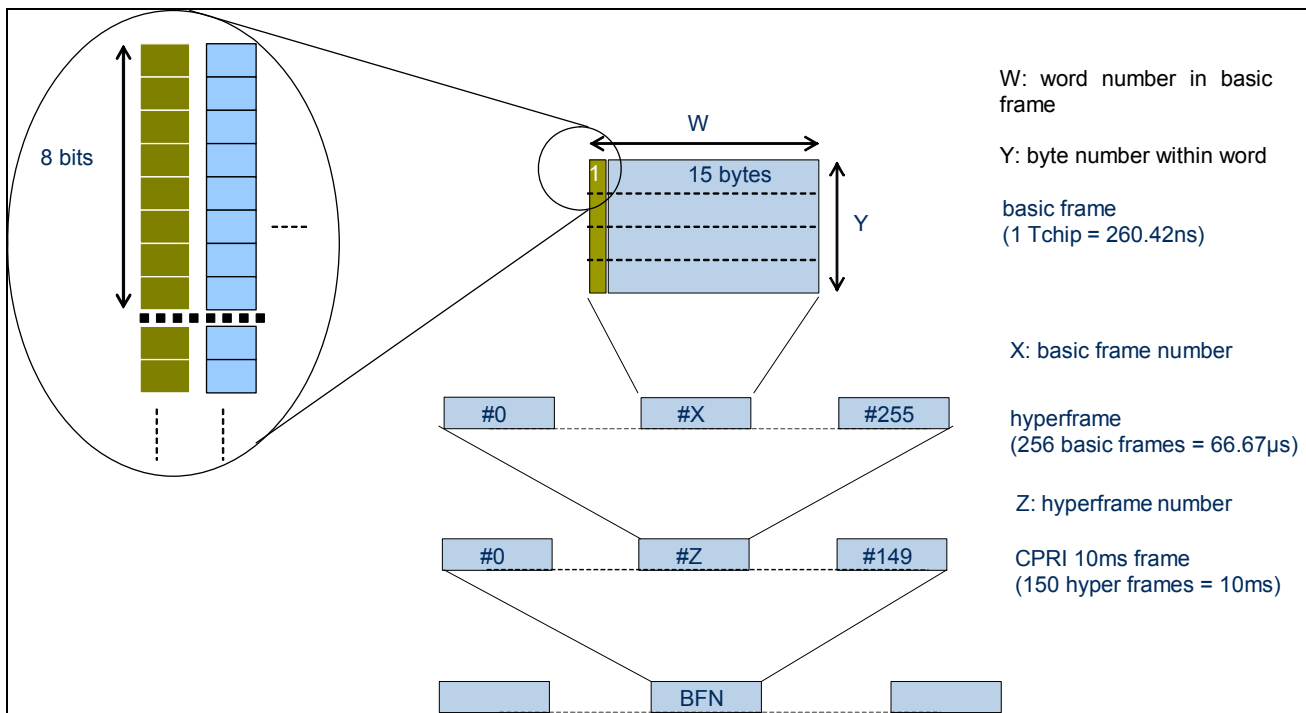 8 bits
W
1
15 bytes
Y
W: word number in basic
frame
Y: byte number within word
basic frame
(1 Tchip = 260.42ns)
X: basic frame number
#0
#X
#255
hyperframe
(256 basic frames = 66.67µs)
Z: hyperframe number
#0
#Z
#149
CPRI 10ms frame
(150 hyper frames = 10ms)
BFN